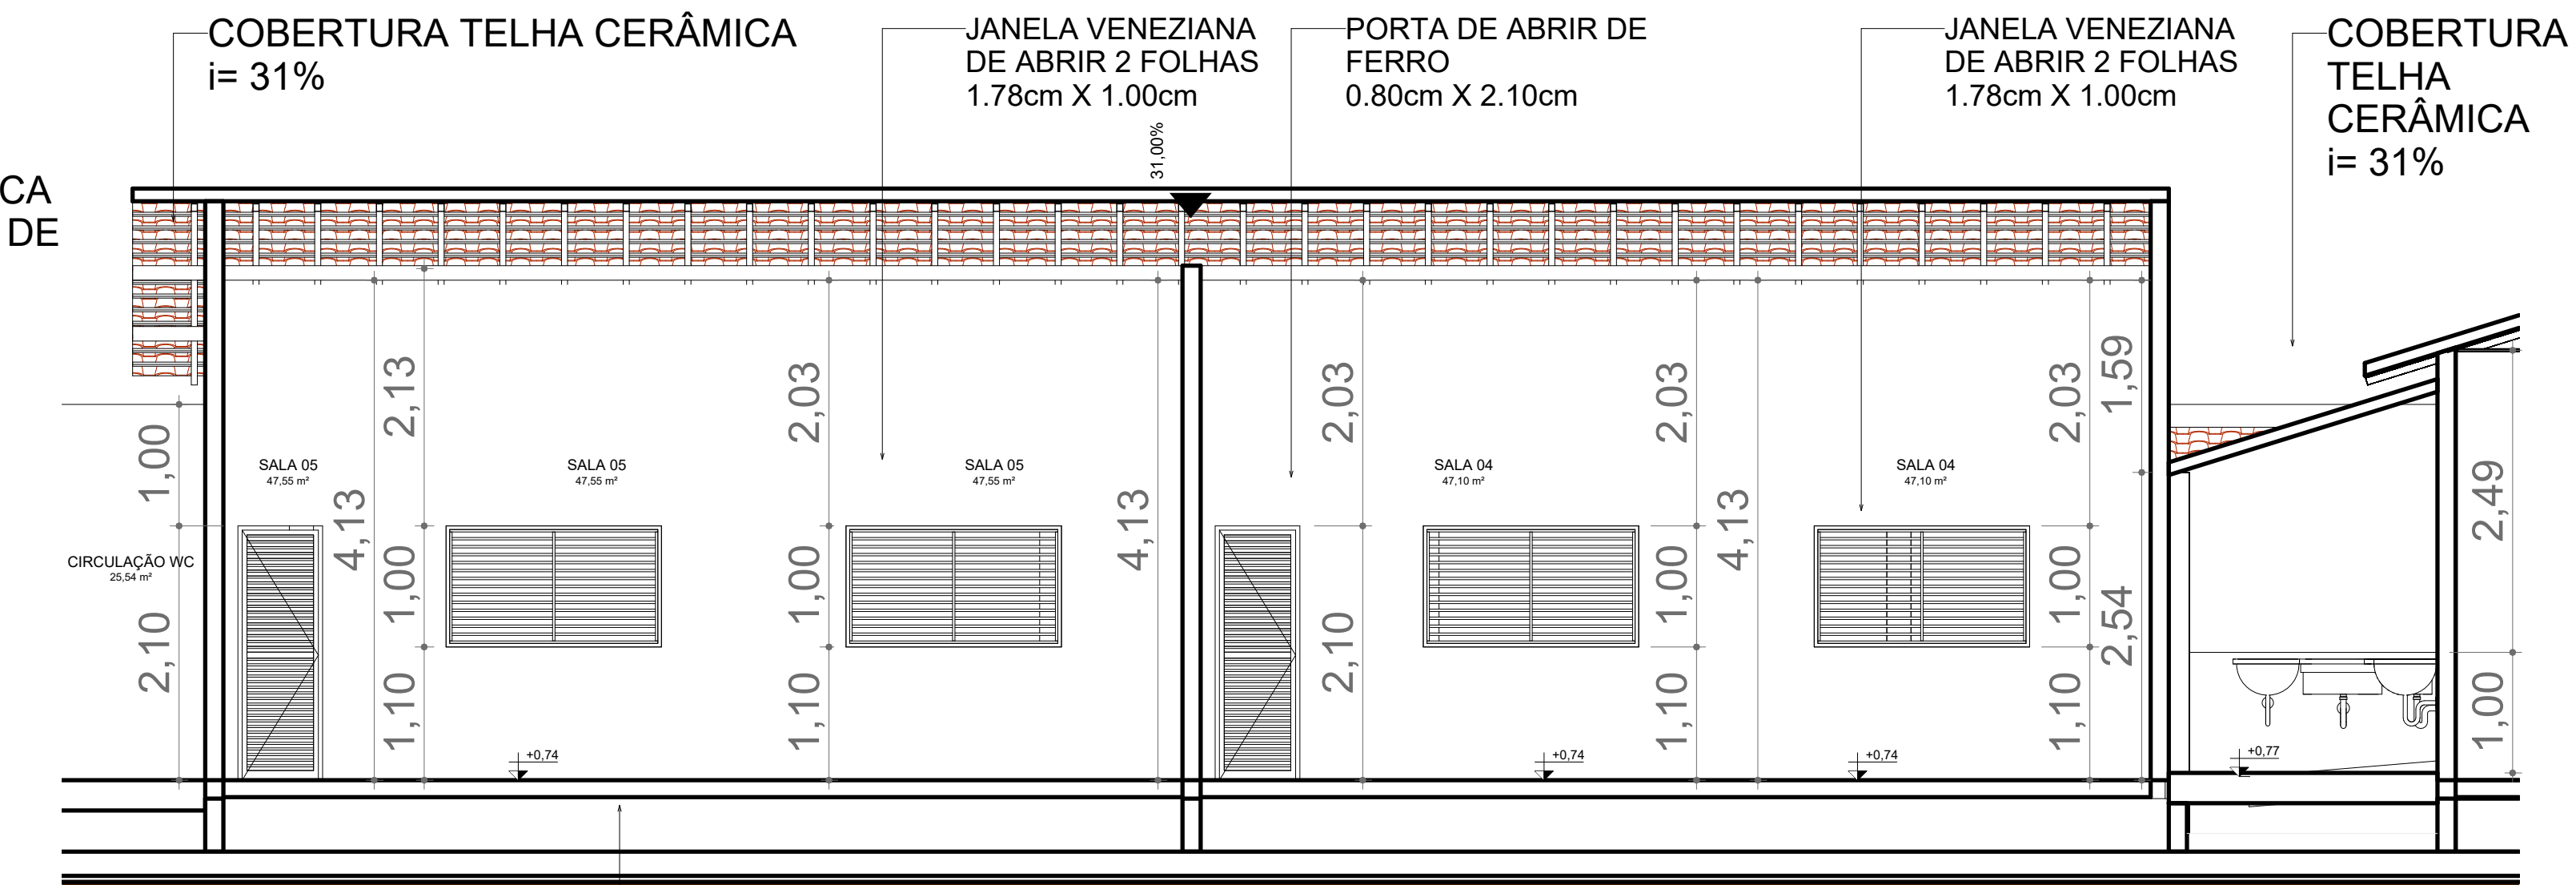 COBERTURA TELHA CERÂMICA
i= 31%
JANELA VENEZIANA
DE ABRIR 2 FOLHAS
1.78cm X 1.00cm
PORTA DE ABRIR DE
FERRO
0.80cm X 2.10cm
JANELA VENEZIANA
DE ABRIR 2 FOLHAS
1.78cm X 1.00cm
COBERTURA
TELHA
CERÂMICA
i= 31%
31,00%
CA
DE
1,00
2,10
CIRCULAÇÃO WC
25,54 m²
SALA 05
47,55 m²
4,13
2,13
1,00
1,10
SALA 05
47,55 m²
+0,74
2,03
1,00
1,10
SALA 05
47,55 m²
4,13
2,03
2,10
SALA 04
47,10 m²
+0,74
2,03
1,00
1,10
4,13
SALA 04
47,10 m²
+0,74
2,03
1,00
1,10
1,59
2,54
+0,77
2,49
1,00